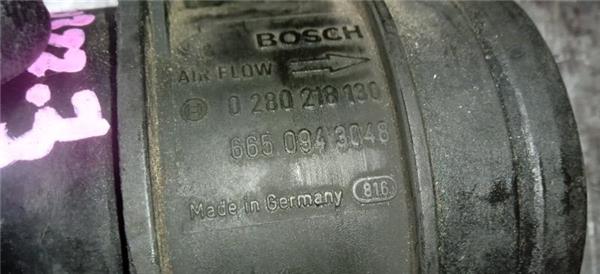 BOSCH
AIR FLOW
0 280 218 130
665 094 3048
Made in Germany 816